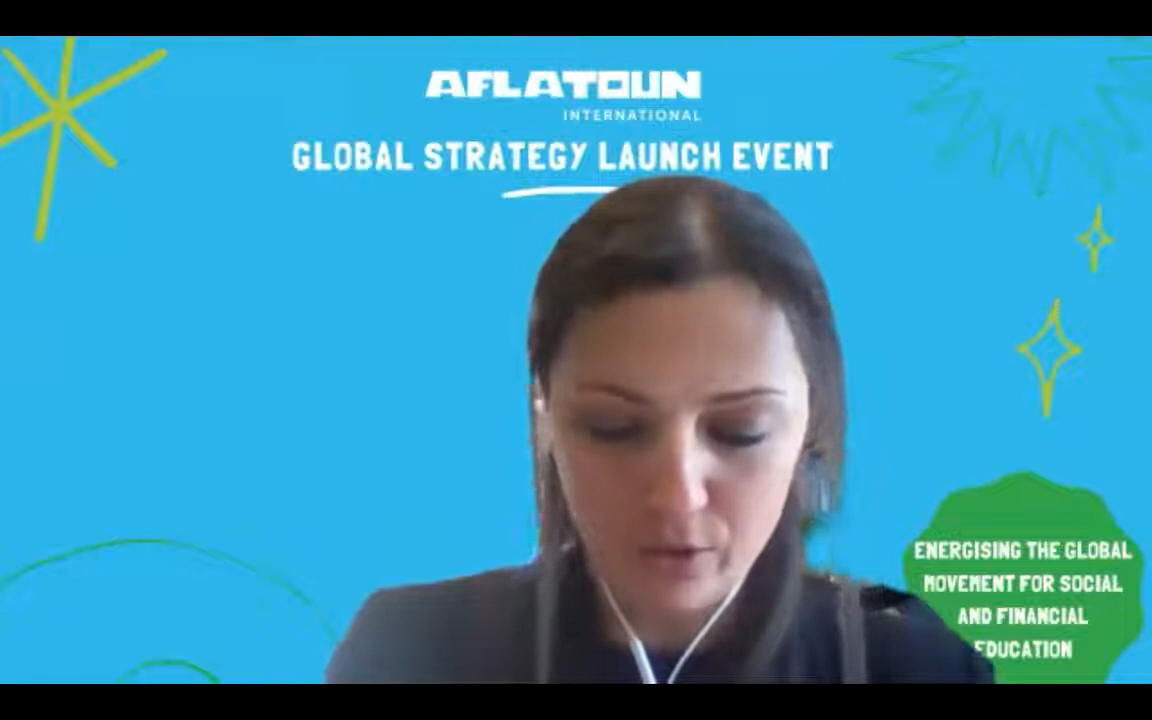 AFLATOUN
INTERNATIONAL
GLOBAL STRATEGY LAUNCH EVENT
ENERGISING THE GLOBAL
MOVEMENT FOR SOCIAL
AND FINANCIAL
EDUCATION